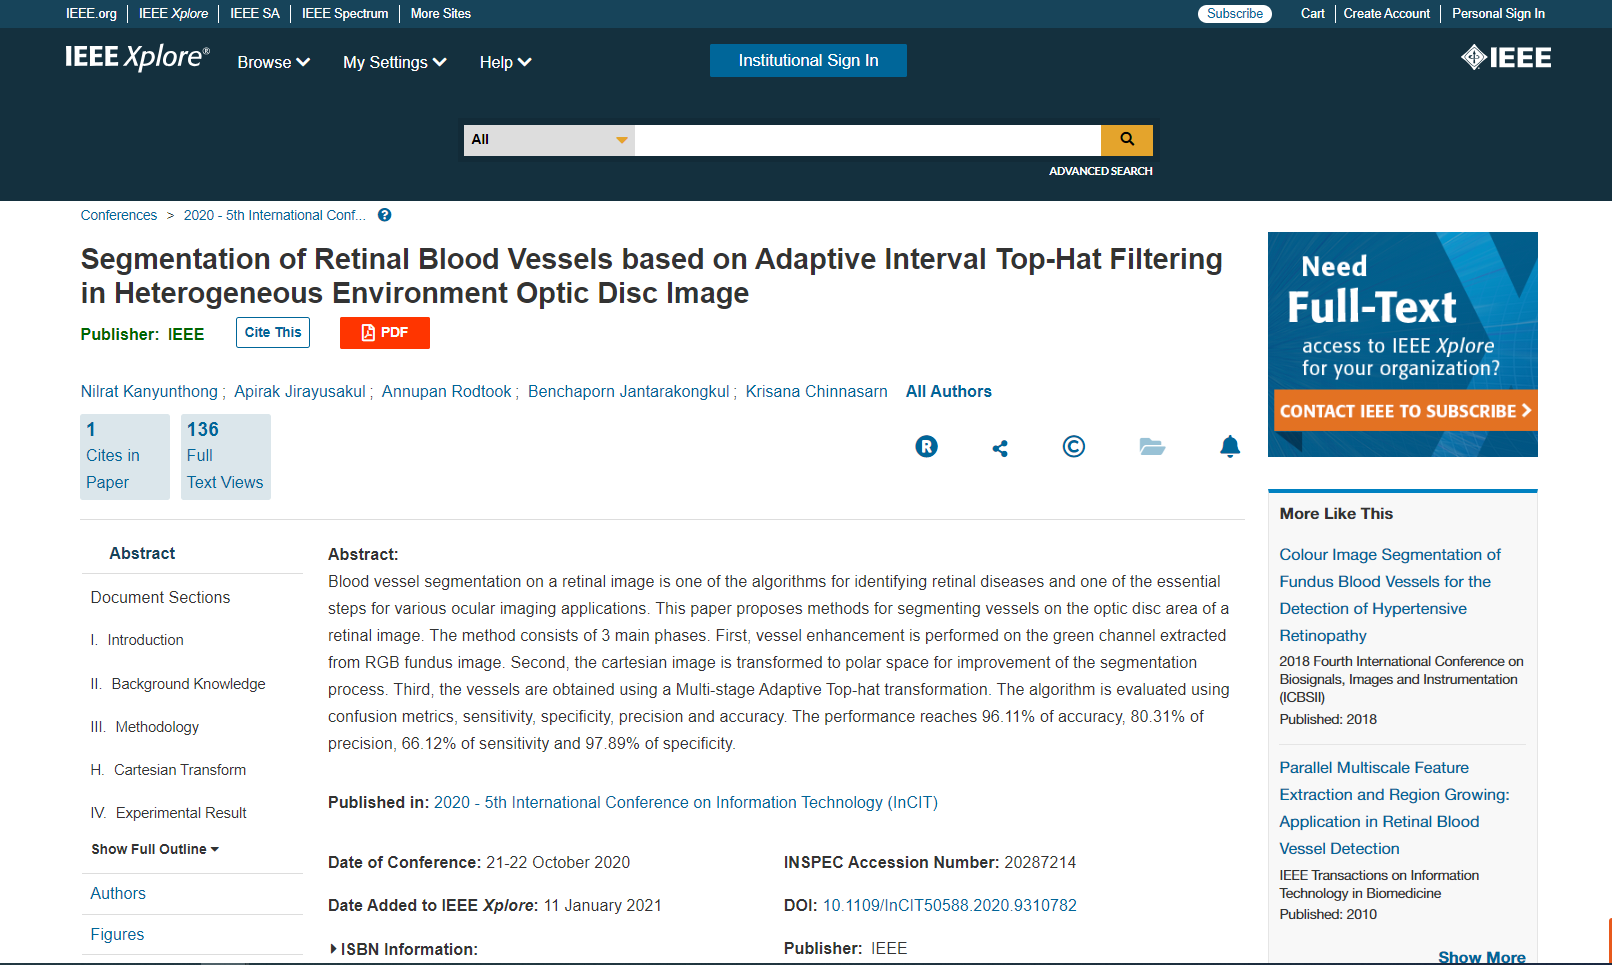 IEEE.org IEEE Xplore IEEE SA IEEE Spectrum More Sites Subscribe Cart Create Account Personal Sign In
IEEE Xplore® Browse My Settings Help Institutional Sign In IEEE
All
ADVANCED SEARCH
Conferences > 2020 - 5th International Conf... ?
Segmentation of Retinal Blood Vessels based on Adaptive Interval Top-Hat Filtering
in Heterogeneous Environment Optic Disc Image
Publisher: IEEE Cite This PDF
Nilrat Kanyunthong ; Apirak Jirayusakul ; Annupan Rodtook ; Benchaporn Jantarakongkul ; Krisana Chinnasarn All Authors
1
Cites in
Paper
136
Full
Text Views
R ©
Abstract
Document Sections
I. Introduction
II. Background Knowledge
III. Methodology
H. Cartesian Transform
IV. Experimental Result
Show Full Outline
Authors
Figures
Abstract:
Blood vessel segmentation on a retinal image is one of the algorithms for identifying retinal diseases and one of the essential
steps for various ocular imaging applications. This paper proposes methods for segmenting vessels on the optic disc area of a
retinal image. The method consists of 3 main phases. First, vessel enhancement is performed on the green channel extracted
from RGB fundus image. Second, the cartesian image is transformed to polar space for improvement of the segmentation
process. Third, the vessels are obtained using a Multi-stage Adaptive Top-hat transformation. The algorithm is evaluated using
confusion metrics, sensitivity, specificity, precision and accuracy. The performance reaches 96.11% of accuracy, 80.31% of
precision, 66.12% of sensitivity and 97.89% of specificity.
Published in: 2020 - 5th International Conference on Information Technology (InCIT)
Date of Conference: 21-22 October 2020
Date Added to IEEE Xplore: 11 January 2021
ISBN Information:
INSPEC Accession Number: 20287214
DOI: 10.1109/InCIT50588.2020.9310782
Publisher: IEEE
Need
Full-Text
access to IEEE Xplore
for your organization?
CONTACT IEEE TO SUBSCRIBE >
More Like This
Colour Image Segmentation of
Fundus Blood Vessels for the
Detection of Hypertensive
Retinopathy
2018 Fourth International Conference on
Biosignals, Images and Instrumentation
(ICBSII)
Published: 2018
Parallel Multiscale Feature
Extraction and Region Growing:
Application in Retinal Blood
Vessel Detection
IEEE Transactions on Information
Technology in Biomedicine
Published: 2010
Show More